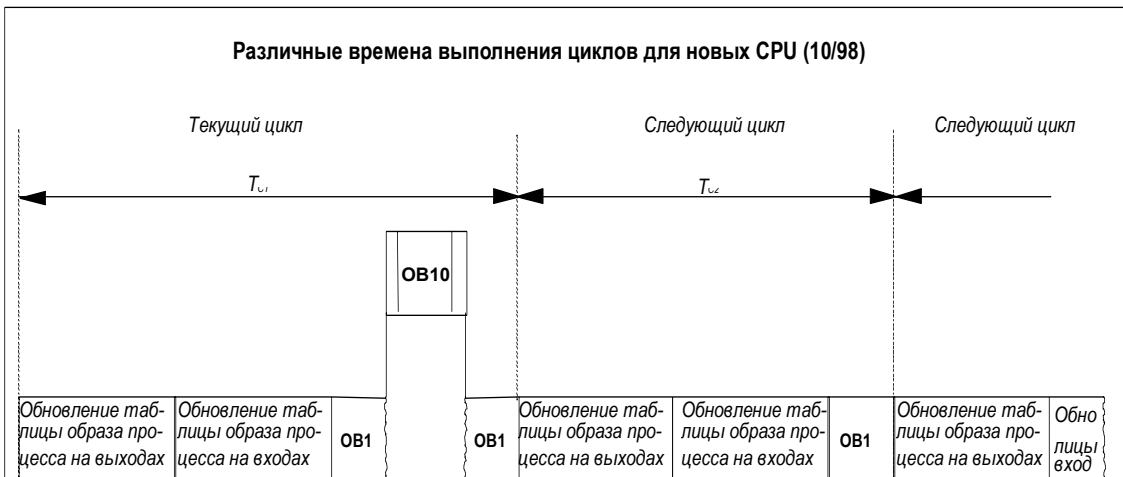 Различные времена выполнения циклов для новых CPU (10/98)
Текущий цикл
Следующий цикл
Следующий цикл
T
T
OB10
Обновление таб-
лицы образа про-
цесса на выходах
Обновление таб-
лицы образа про-
цесса на входах
OB1
OB1
Обновление таб-
лицы образа про-
цесса на выходах
Обновление таб-
лицы образа про-
цесса на входах
OB1
Обновление таб-
лицы образа про-
цесса на выходах
Обно
лицы
вход